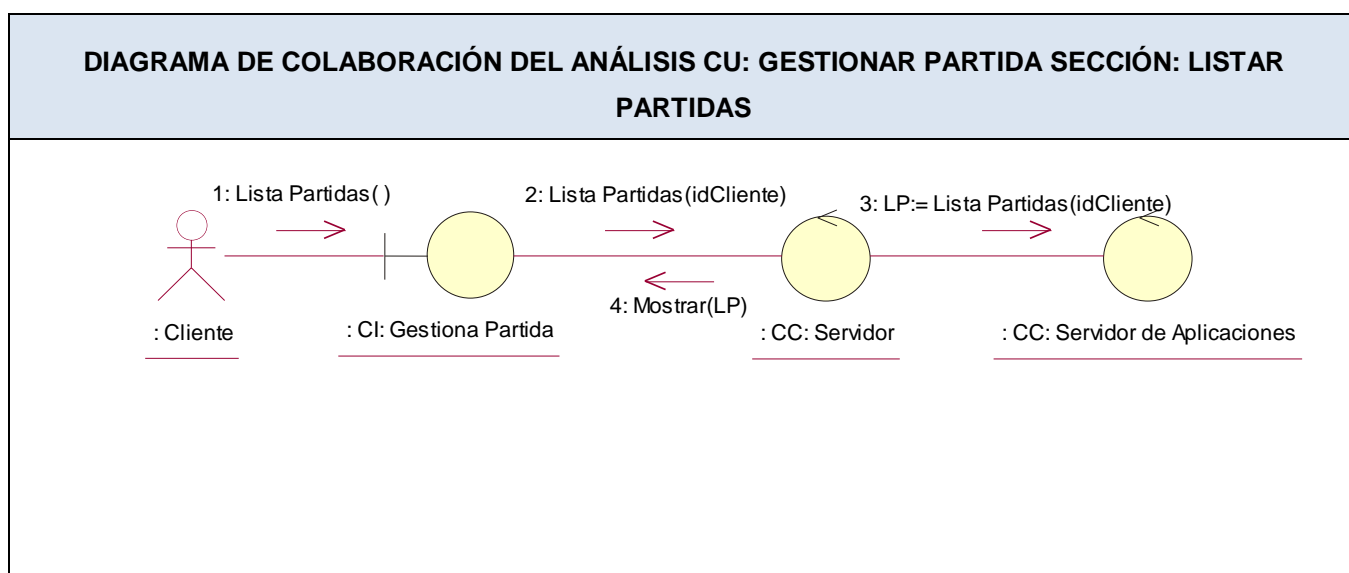 DIAGRAMA DE COLABORACIÓN DEL ANÁLISIS CU: GESTIONAR PARTIDA SECCIÓN: LISTAR
PARTIDAS
1: Lista Partidas( )
2: Lista Partidas(idCliente)
3: LP:= Lista Partidas(idCliente)
4: Mostrar(LP)
: Cliente
: CI: Gestiona Partida
: CC: Servidor
: CC: Servidor de Aplicaciones